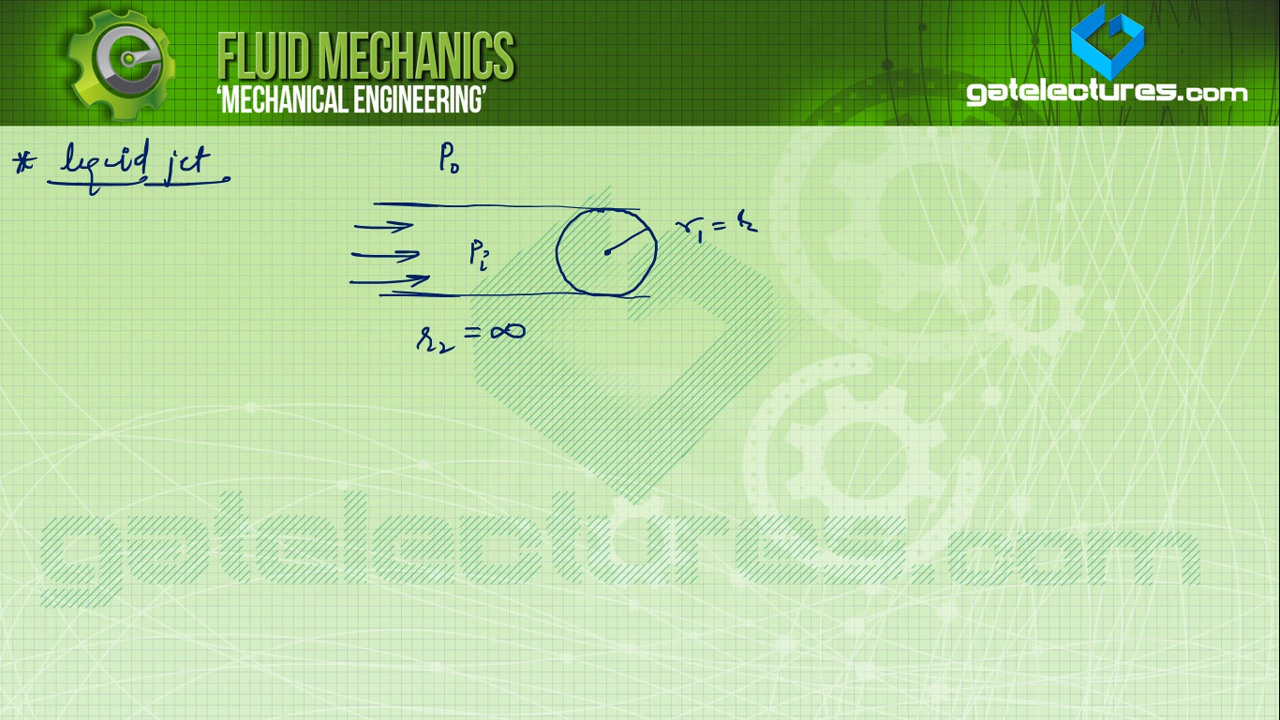 FLUID MECHANICS
'MECHANICAL ENGINEERING'
gatelectures.com
* liquid jet
P₀
r₁ = r
Pᵢ
r₂ = ∞
gatelectures.com